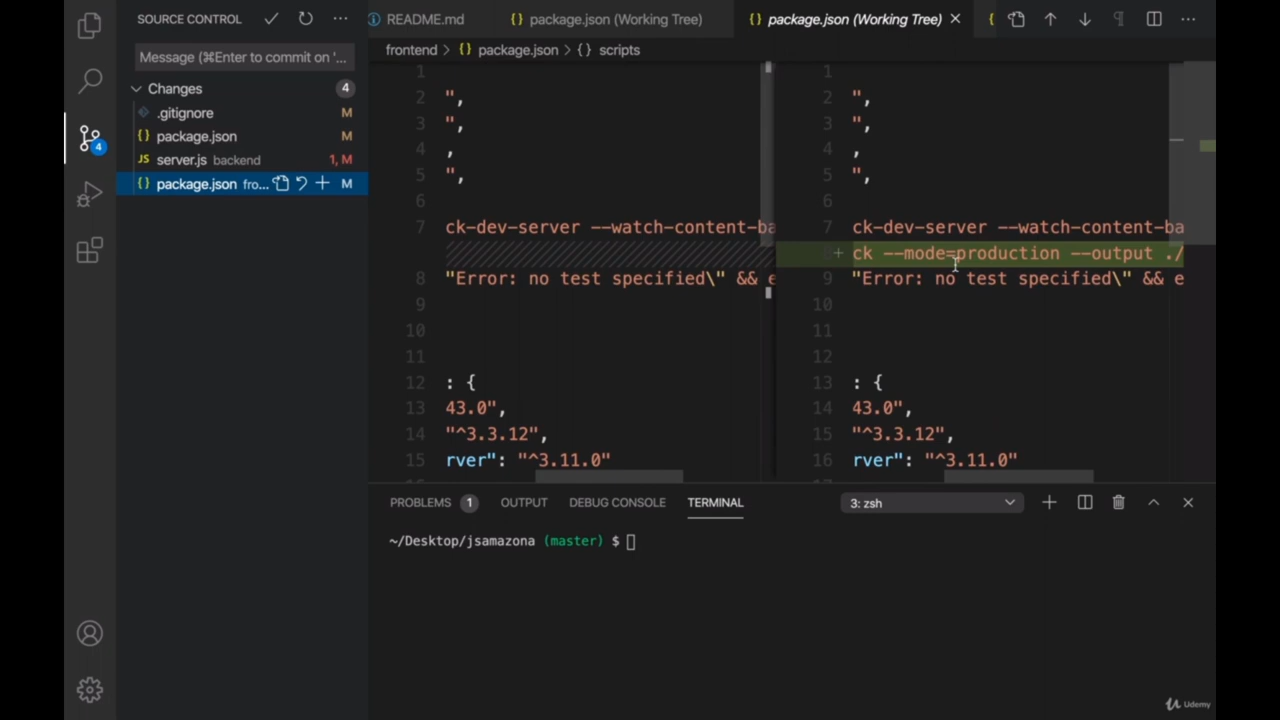 SOURCE CONTROL
README.md
package.json (Working Tree)
package.json (Working Tree)
Message (⌘Enter to commit on '...
frontend > {} package.json > {} scripts
Changes 4
.gitignore M
{} package.json M
JS server.js backend 1, M
{} package.json fro... M
4
1
2 ",
3 ",
4 ,
5 ",
6
7 ck-dev-server --watch-content-ba
8 "Error: no test specified\" && e
9
10
11
12 : {
13 43.0",
14 "^3.3.12",
15 rver": "^3.11.0"
1
2 ",
3 ",
4 ,
5 ",
6
7 ck-dev-server --watch-content-ba
8+ ck --mode=production --output ./
9 "Error: no test specified\" && e
10
11
12
13 : {
14 43.0",
15 "^3.3.12",
16 rver": "^3.11.0"
PROBLEMS 1 OUTPUT DEBUG CONSOLE TERMINAL 3: zsh
~/Desktop/jsamazona (master) $
Udemy